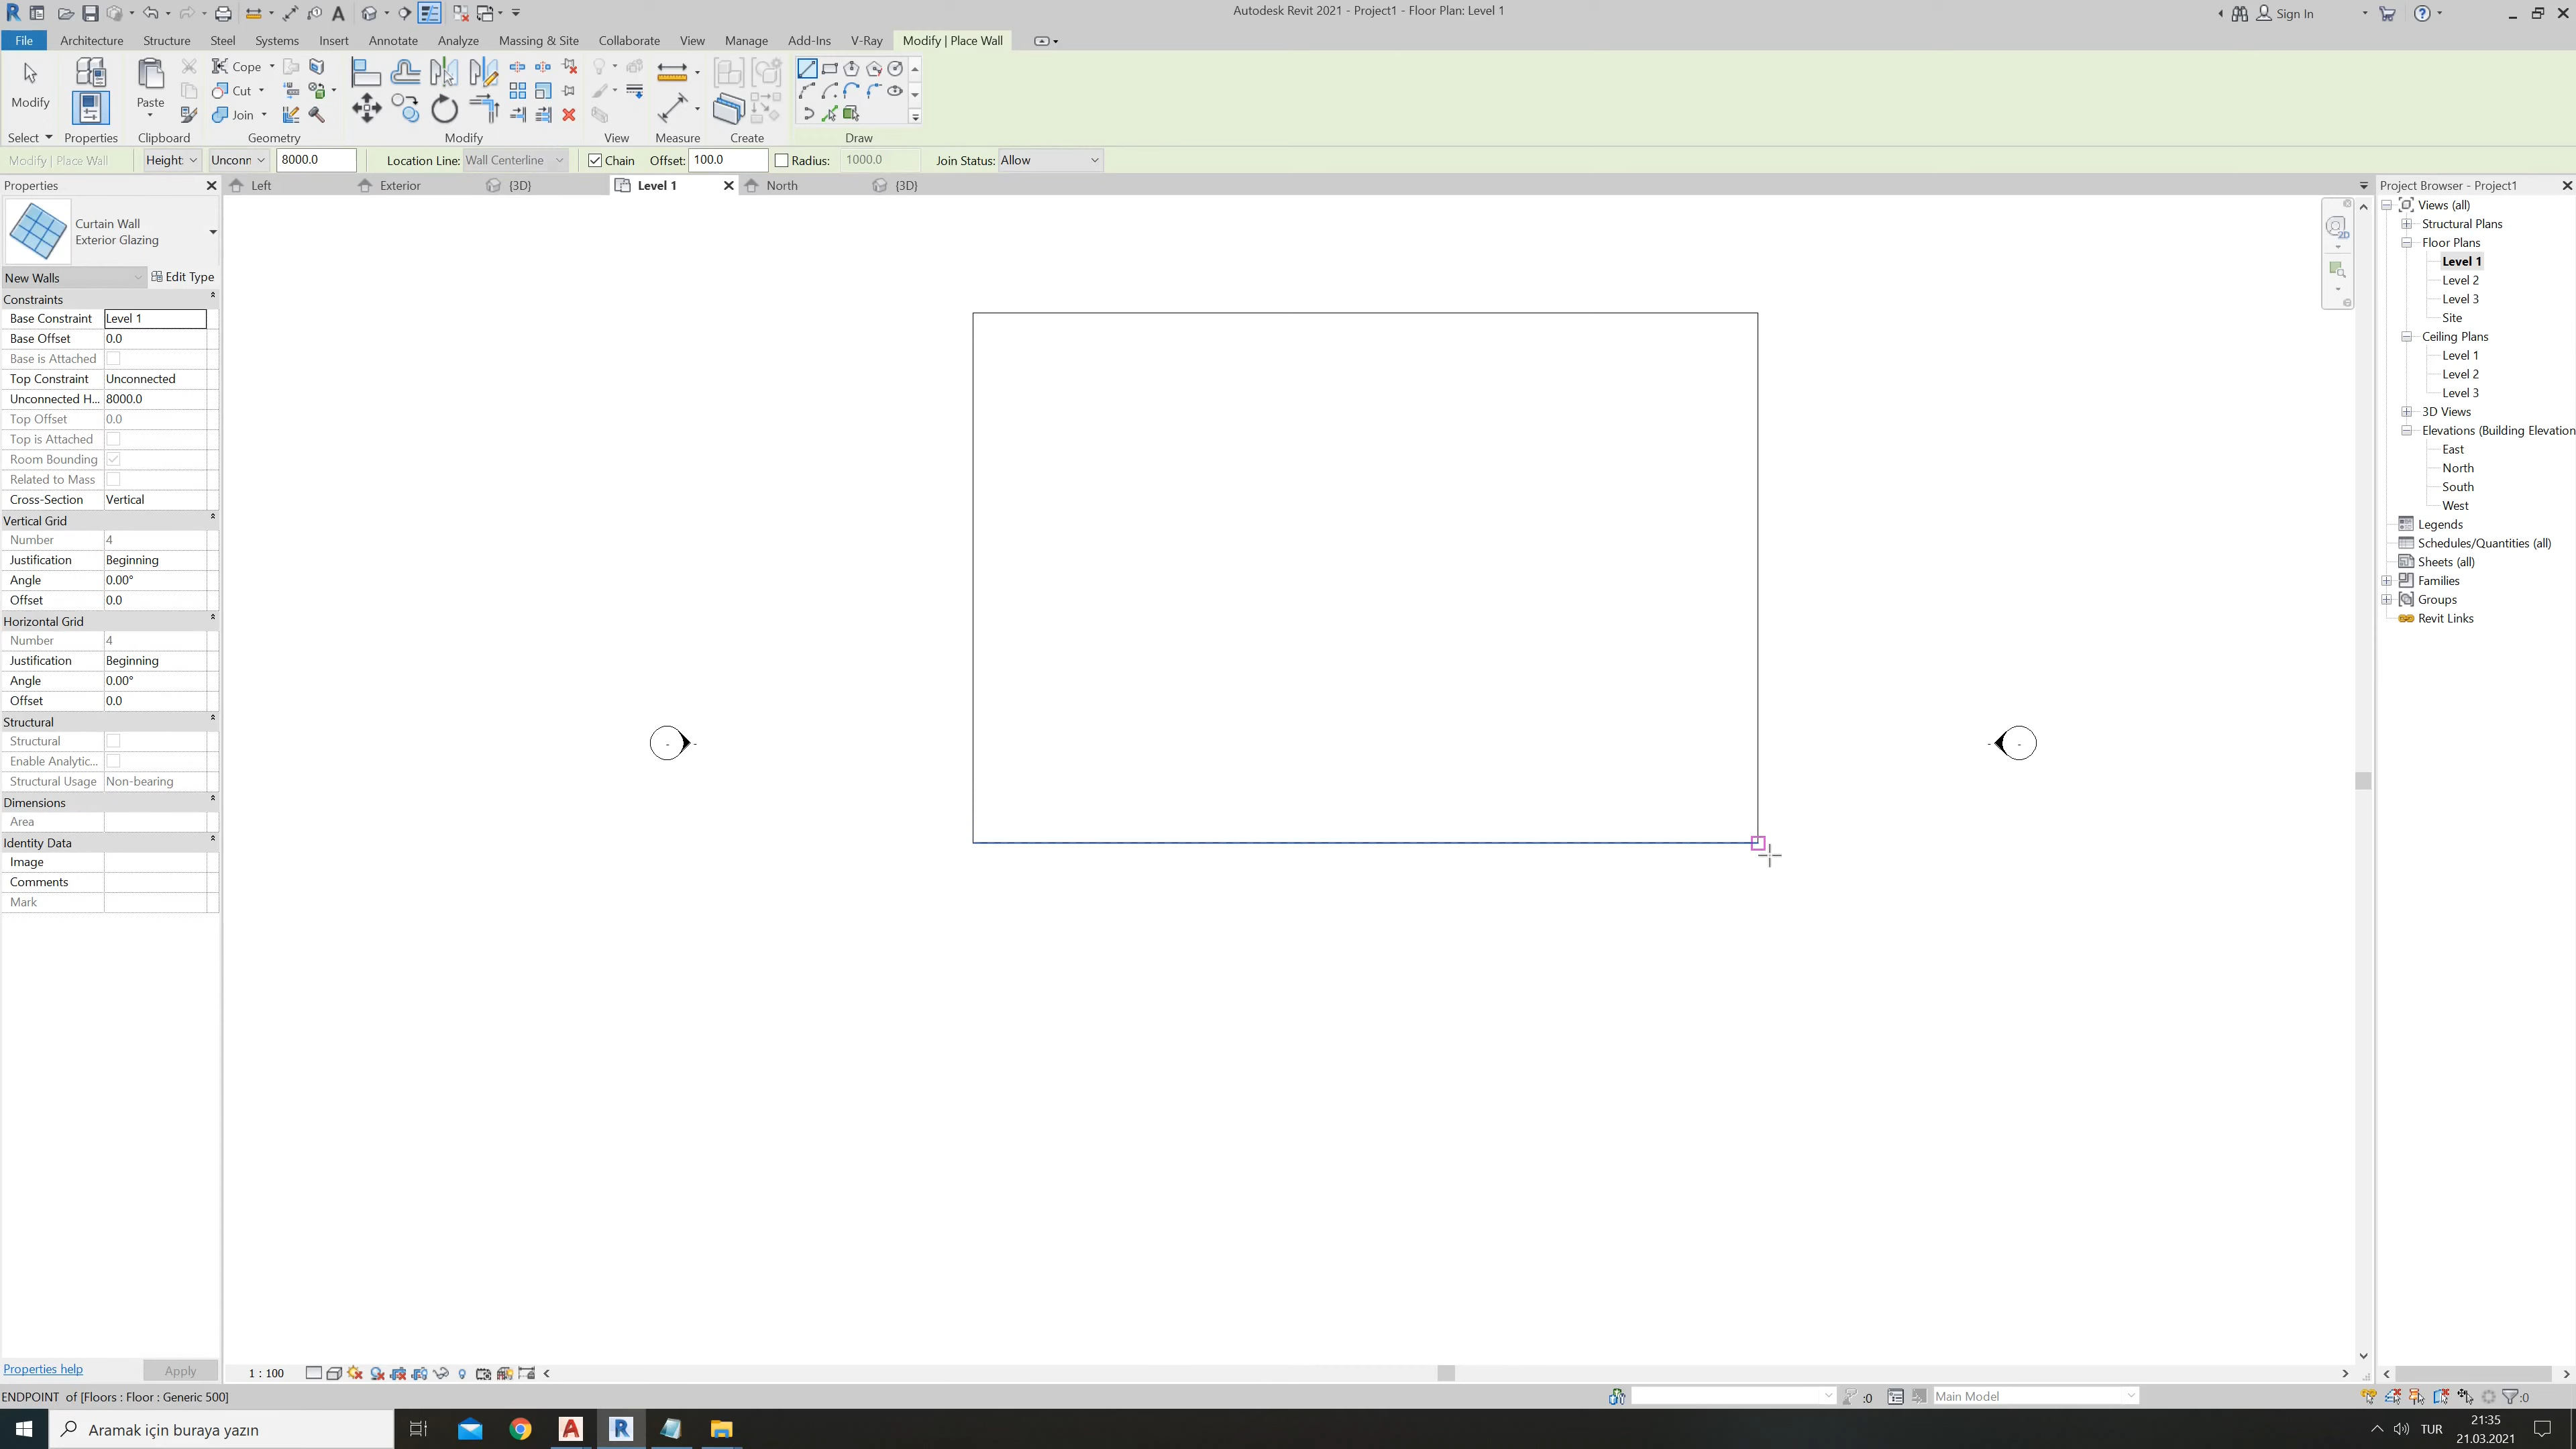 Autodesk Revit 2021 - Project1 - Floor Plan: Level 1
Sign In
File Architecture Structure Steel Systems Insert Annotate Analyze Massing & Site Collaborate View Manage Add-Ins V-Ray Modify | Place Wall
Modify
Paste
Cope
Cut
Join
Select Properties Clipboard Geometry Modify View Measure Create Draw
Modify | Place Wall Height: Unconn 8000.0 Location Line: Wall Centerline Chain Offset: 100.0 Radius: 1000.0 Join Status: Allow
Properties
Left Exterior {3D} Level 1 North {3D}
Curtain Wall
Exterior Glazing
New Walls Edit Type
Constraints
Base Constraint Level 1
Base Offset 0.0
Base is Attached
Top Constraint Unconnected
Unconnected H... 8000.0
Top Offset 0.0
Top is Attached
Room Bounding
Related to Mass
Cross-Section Vertical
Vertical Grid
Number 4
Justification Beginning
Angle 0.00°
Offset 0.0
Horizontal Grid
Number 4
Justification Beginning
Angle 0.00°
Offset 0.0
Structural
Structural
Enable Analytic...
Structural Usage Non-bearing
Dimensions
Area
Identity Data
Image
Comments
Mark
Properties help Apply
2D
Project Browser - Project1
Views (all)
Structural Plans
Floor Plans
Level 1
Level 2
Level 3
Site
Ceiling Plans
Level 1
Level 2
Level 3
3D Views
Elevations (Building Elevation
East
North
South
West
Legends
Schedules/Quantities (all)
Sheets (all)
Families
Groups
Revit Links
1 : 100
ENDPOINT of [Floors : Floor : Generic 500]
:0 Main Model :0
Aramak için buraya yazın
TUR
21:35
21.03.2021